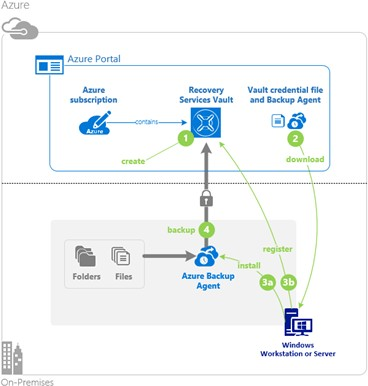 Azure
Azure Portal
Azure
subscription
Recovery
Services Vault
Vault credential file
and Backup Agent
Azure
contains
1
2
create
download
backup
4
register
install
3a
3b
Folders
Files
Azure Backup
Agent
Windows
Workstation or Server
On-Premises